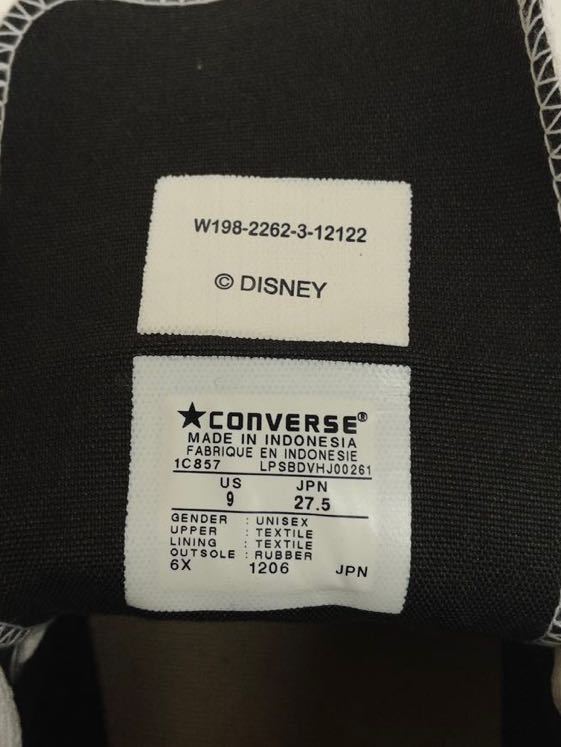 W198-2262-3-12122
© DISNEY
★CONVERSE®
MADE IN INDONESIA
FABRIQUE EN INDONESIE
1C857 LPSBDVHJ00261
US JPN
9 27.5
GENDER : UNISEX
UPPER : TEXTILE
LINING : TEXTILE
OUTSOLE : RUBBER
6X 1206 JPN